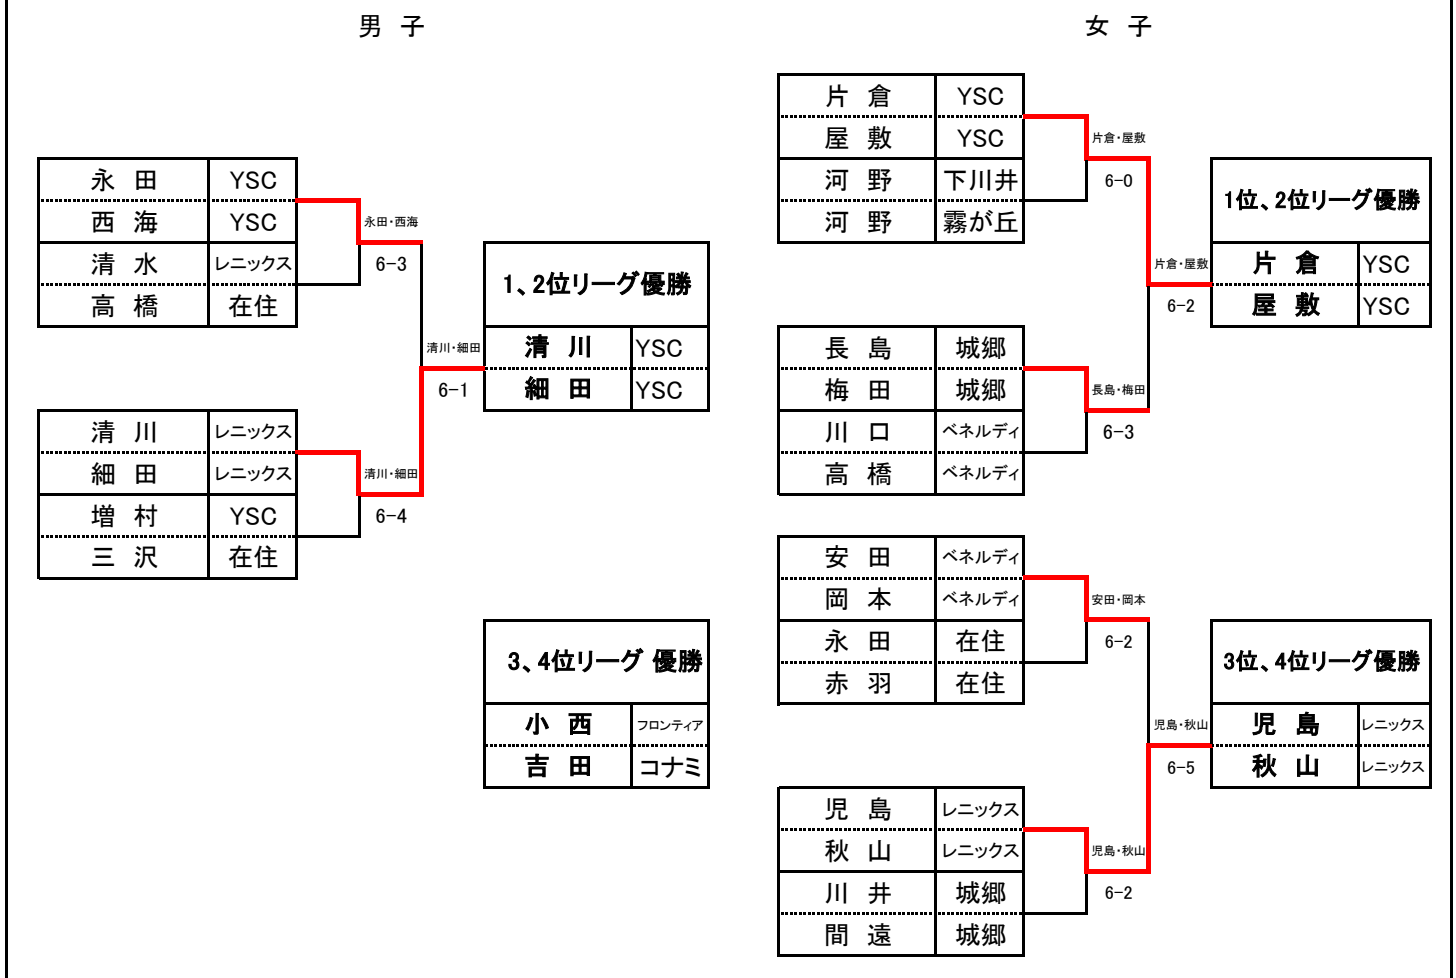 男 子
永 田 YSC
西 海 YSC
清 水 レニックス
高 橋 在住
永田・西海
6-3
清 川 レニックス
細 田 レニックス
増 村 YSC
三 沢 在住
清川・細田
6-4
清川・細田
6-1
1、2位リーグ優勝
清 川 YSC
細 田 YSC
3、4位リーグ 優勝
小 西 フロンティア
吉 田 コナミ
女 子
片 倉 YSC
屋 敷 YSC
河 野 下川井
河 野 霧が丘
片倉・屋敷
6-0
長 島 城郷
梅 田 城郷
川 口 ベネルディ
高 橋 ベネルディ
長島・梅田
6-3
片倉・屋敷
6-2
1位、2位リーグ優勝
片 倉 YSC
屋 敷 YSC
安 田 ベネルディ
岡 本 ベネルディ
永 田 在住
赤 羽 在住
安田・岡本
6-2
児 島 レニックス
秋 山 レニックス
川 井 城郷
間 遠 城郷
児島・秋山
6-2
児島・秋山
6-5
3位、4位リーグ優勝
児 島 レニックス
秋 山 レニックス